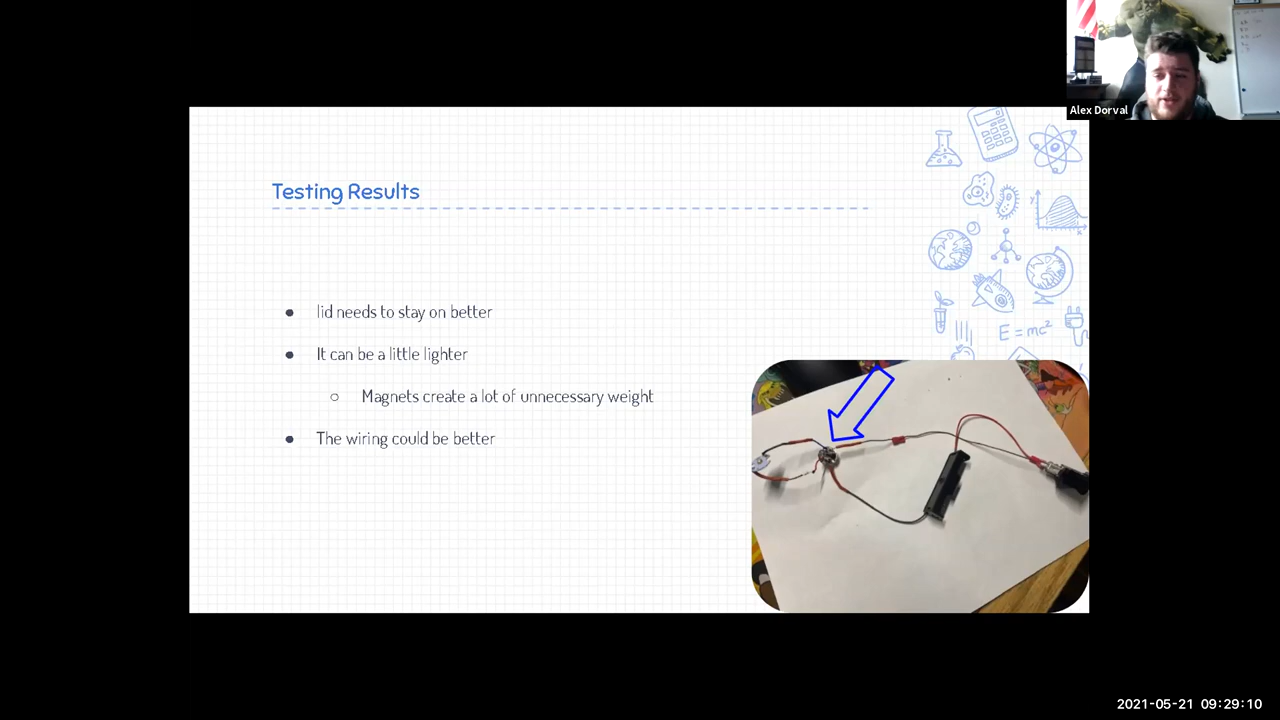 Alex Dorval
Testing Results
lid needs to stay on better
It can be a little lighter
Magnets create a lot of unnecessary weight
The wiring could be better
y
x
E = mc²
2021-05-21 09:29:10